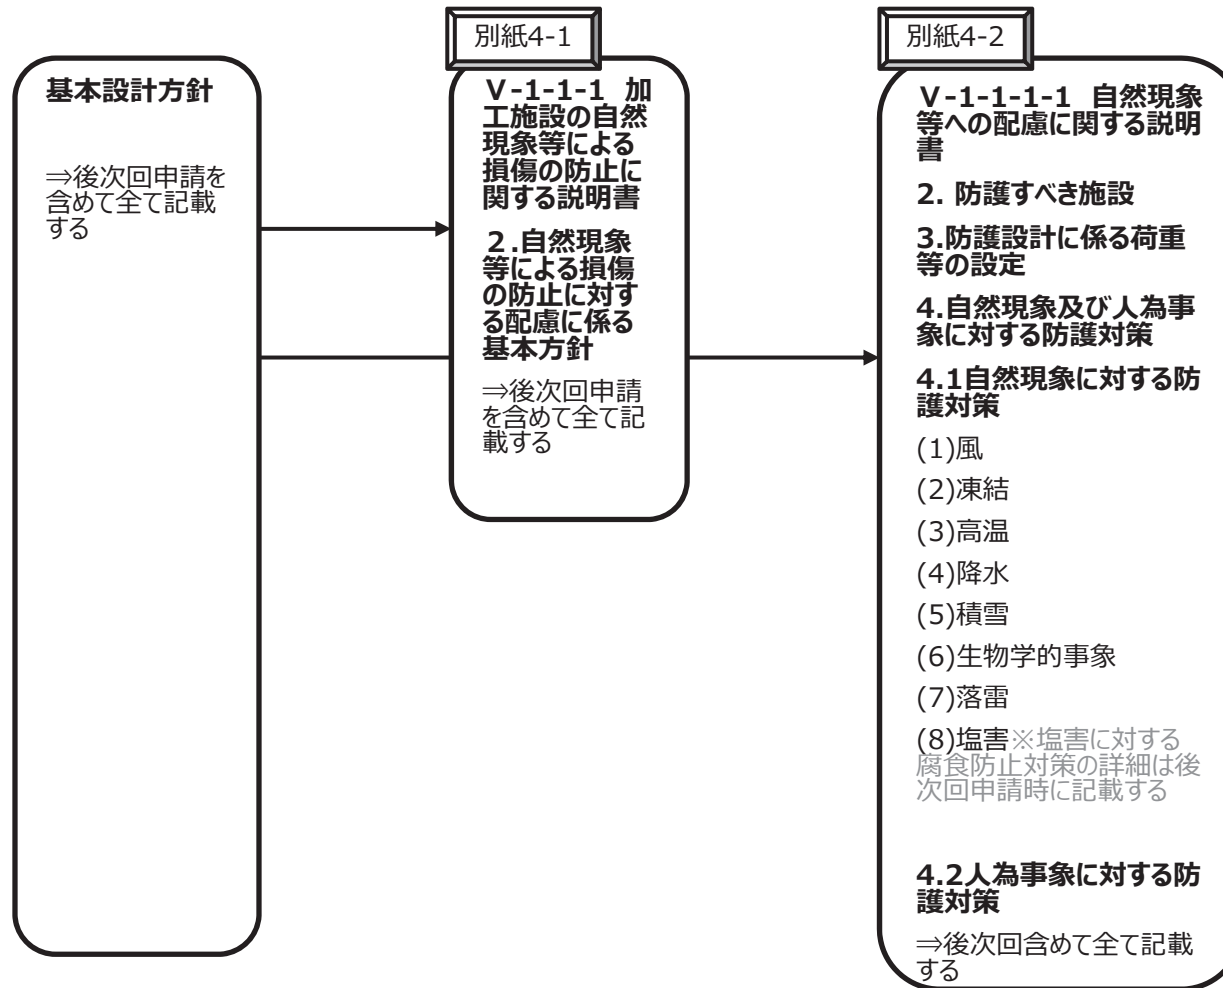 基本設計方針
⇒後次回申請を
含めて全て記載
する
別紙4-1
Ⅴ-1-1-1 加
工施設の自然
現象等による
損傷の防止に
関する説明書
２.自然現象
等による損傷
の防止に対す
る配慮に係る
基本方針
⇒後次回申請
を含めて全て記
載する
別紙4-2
Ⅴ-1-1-1-1 自然現象
等への配慮に関する説明
書
2. 防護すべき施設
3.防護設計に係る荷重
等の設定
4.自然現象及び人為事
象に対する防護対策
4.1自然現象に対する防
護対策
(1)風
(2)凍結
(3)高温
(4)降水
(5)積雪
(6)生物学的事象
(7)落雷
(8)塩害※塩害に対する
腐食防止対策の詳細は後
次回申請時に記載する
4.2人為事象に対する防
護対策
⇒後次回含めて全て記載
する